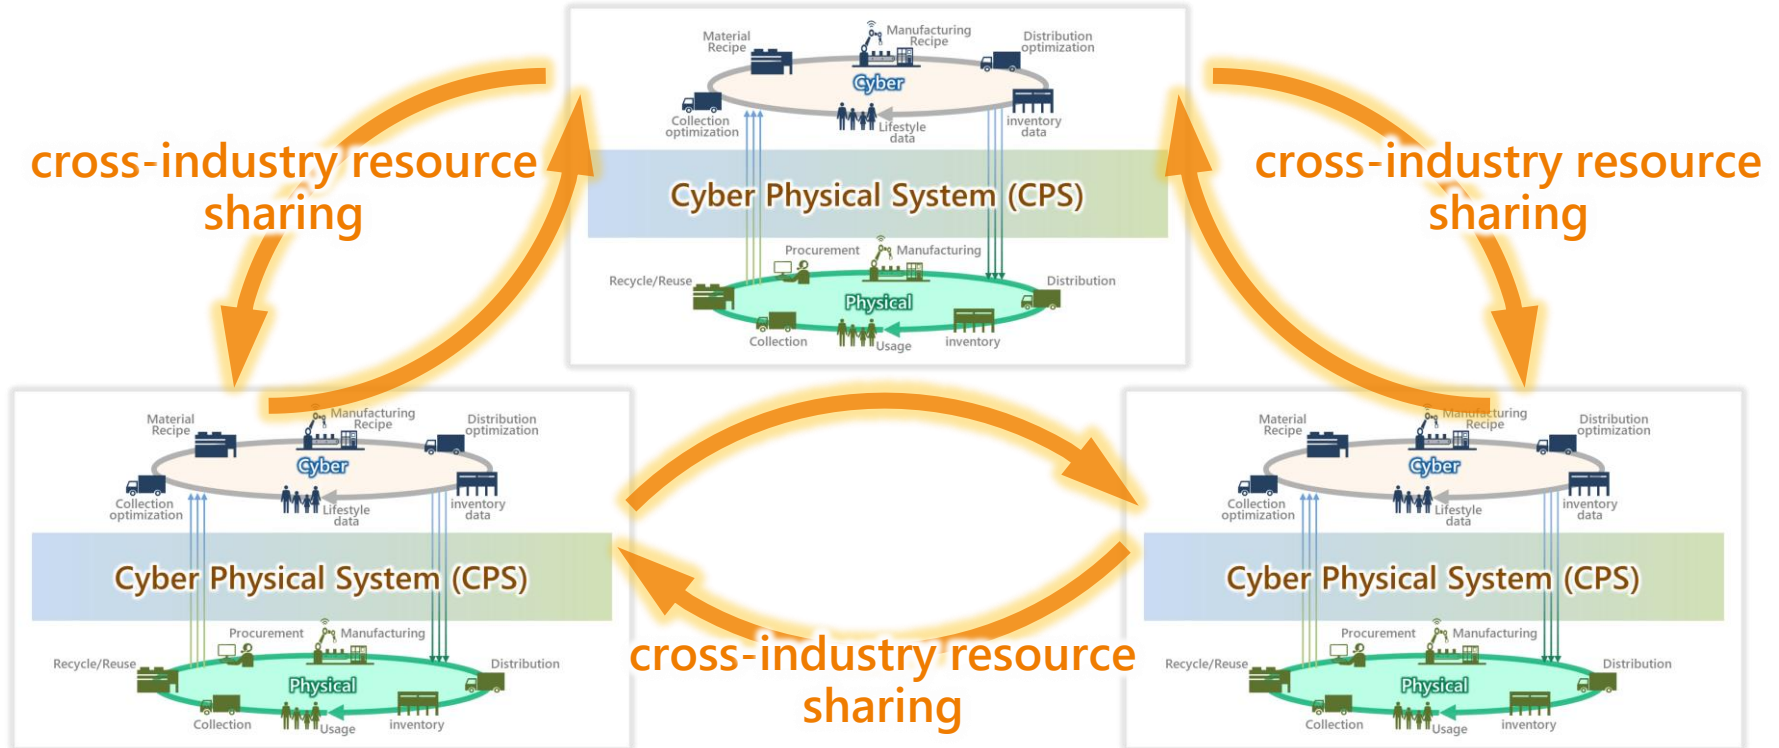 Material
Recipe
Manufacturing
Recipe
Distribution
optimization
Cyber
Collection
optimization
Lifestyle
data
inventory
data
cross-industry resource
sharing
cross-industry resource
sharing
Cyber Physical System (CPS)
Procurement
Manufacturing
Recycle/Reuse
Distribution
Physical
Collection
Usage
inventory
Material
Recipe
Manufacturing
Recipe
Distribution
optimization
Cyber
Collection
optimization
Lifestyle
data
inventory
data
Cyber Physical System (CPS)
Procurement
Manufacturing
Recycle/Reuse
Distribution
Physical
Collection
Usage
inventory
cross-industry resource
sharing
Material
Recipe
Manufacturing
Recipe
Distribution
optimization
Cyber
Collection
optimization
Lifestyle
data
inventory
data
Cyber Physical System (CPS)
Procurement
Manufacturing
Recycle/Reuse
Distribution
Physical
Collection
Usage
inventory